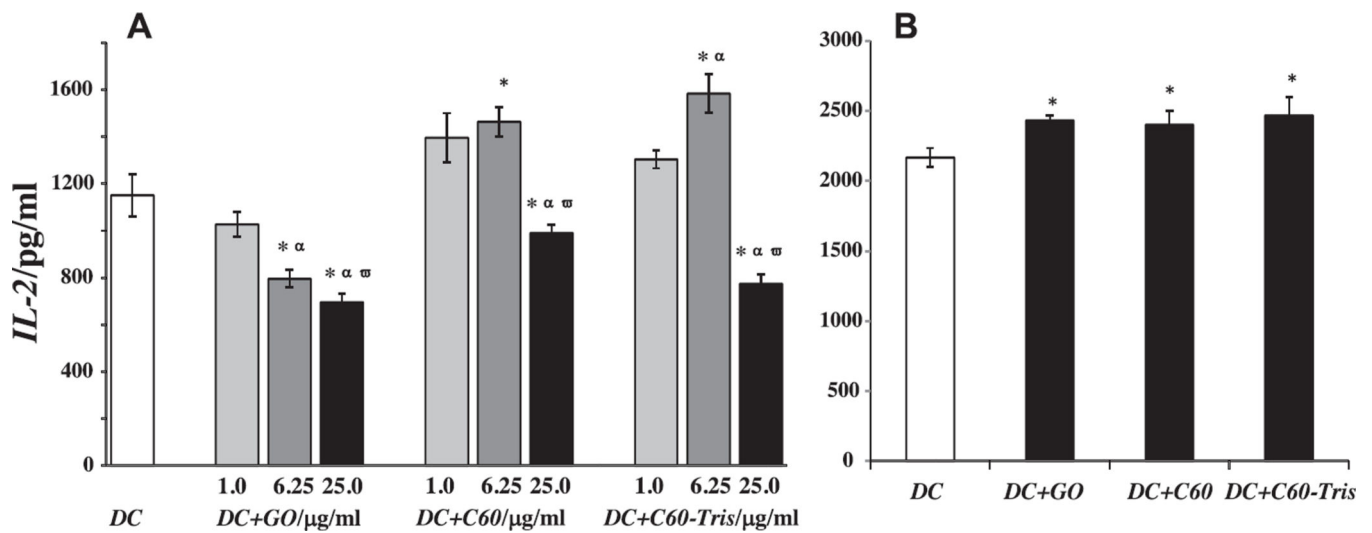 A
IL-2/pg/ml
1600
1200
800
400
0
* α
* α ϖ
*
* α ϖ
* α
* α ϖ
1.0 6.25 25.0 1.0 6.25 25.0 1.0 6.25 25.0
DC DC+GO/μg/ml DC+C60/μg/ml DC+C60-Tris/μg/ml
B
3000
2500
2000
1500
1000
500
0
* * *
DC DC+GO DC+C60 DC+C60-Tris